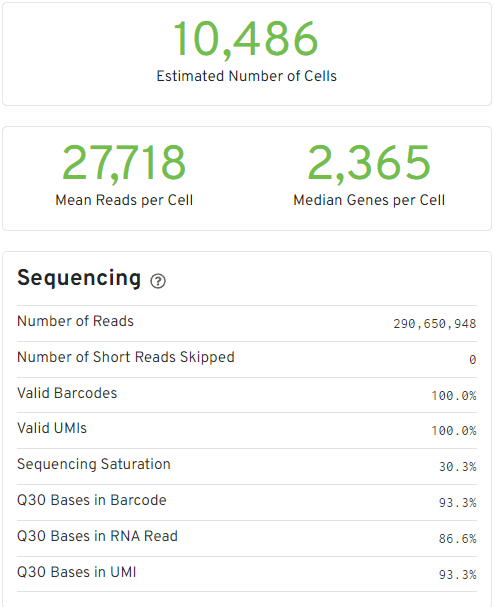 10,486
Estimated Number of Cells
27,718 2,365
Mean Reads per Cell Median Genes per Cell
Sequencing ?
Number of Reads 290,650,948
Number of Short Reads Skipped 0
Valid Barcodes 100.0%
Valid UMIs 100.0%
Sequencing Saturation 30.3%
Q30 Bases in Barcode 93.3%
Q30 Bases in RNA Read 86.6%
Q30 Bases in UMI 93.3%